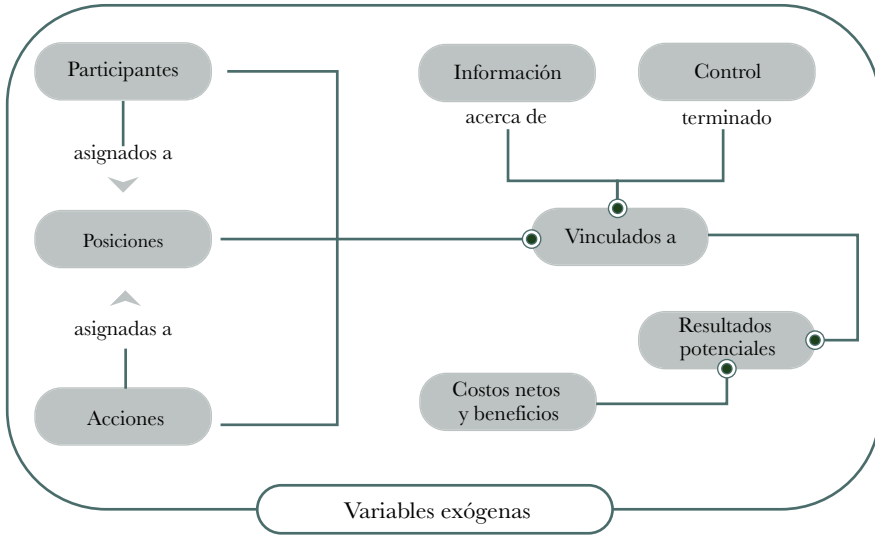 Participantes
asignados a
Posiciones
asignadas a
Acciones
Información
acerca de
Control
terminado
Vinculados a
Resultados
potenciales
Costos netos
y beneficios
Variables exógenas